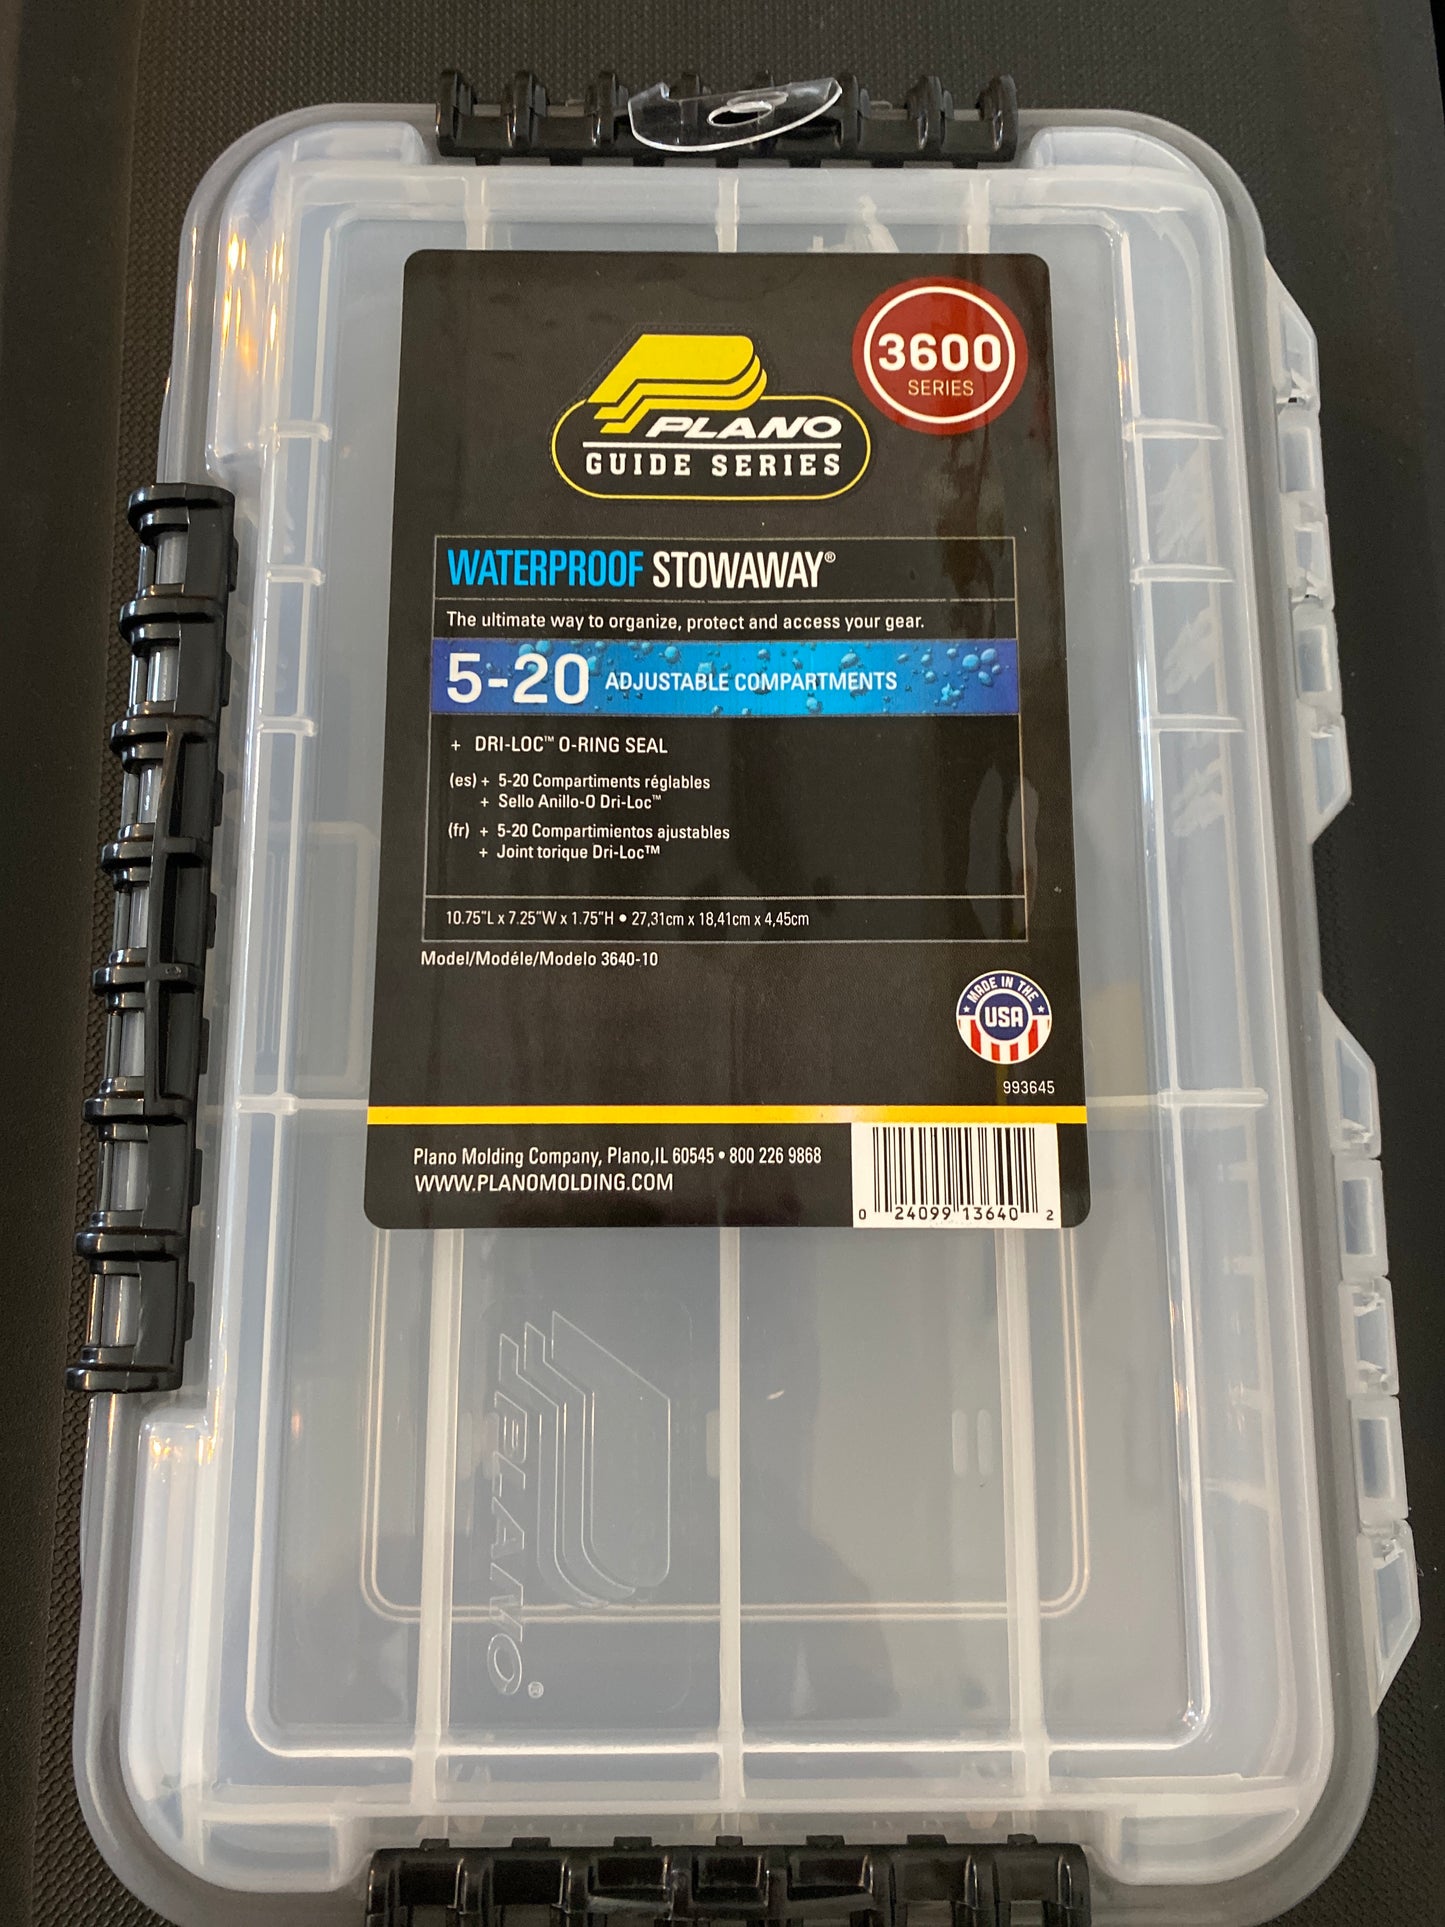 3600
SERIES
PLANO
GUIDE SERIES
WATERPROOF STOWAWAY®
The ultimate way to organize, protect and access your gear.
5-20 ADJUSTABLE COMPARTMENTS
+ DRI-LOC™ O-RING SEAL
(es) + 5-20 Compartiments réglables
+ Sello Anillo-O Dri-Loc™
(fr) + 5-20 Compartimientos ajustables
+ Joint torique Dri-Loc™
10.75"L x 7.25"W x 1.75"H • 27,31cm x 18,41cm x 4,45cm
Model/Modéle/Modelo 3640-10
MADE IN THE
USA
993645
Plano Molding Company, Plano,IL 60545 • 800 226 9868
WWW.PLANOMOLDING.COM
0 24099 13640 2
PLANO®